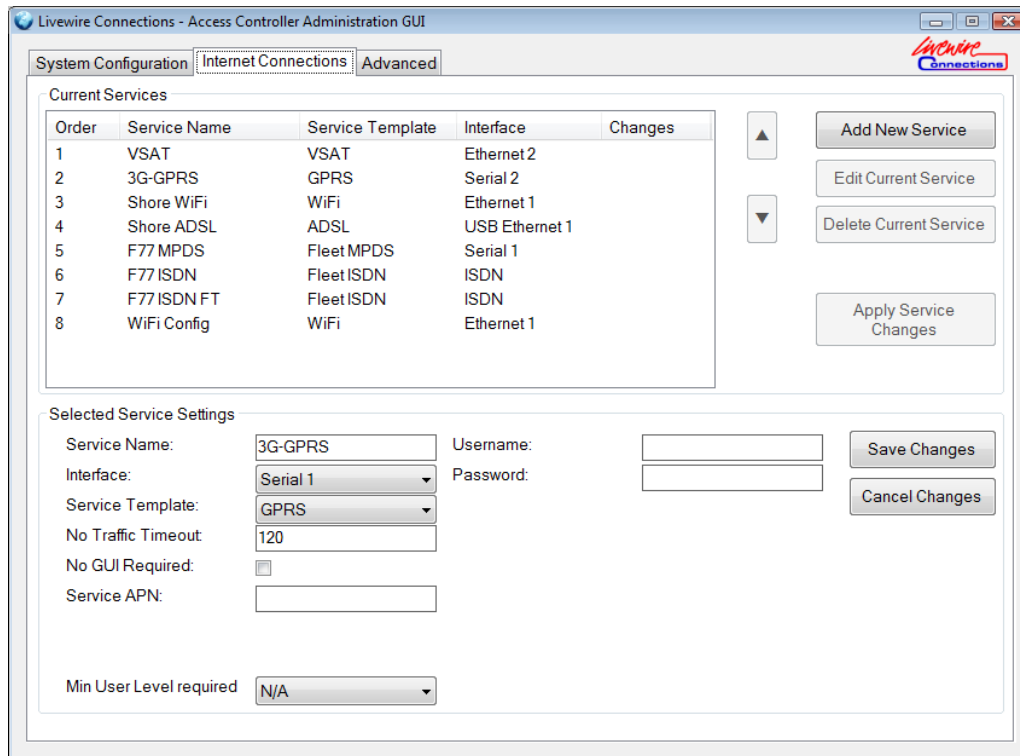 Livewire Connections - Access Controller Administration GUI
Livewire
Connections
System Configuration Internet Connections Advanced
Current Services
Order Service Name Service Template Interface Changes
1 VSAT VSAT Ethernet 2
2 3G-GPRS GPRS Serial 2
3 Shore WiFi WiFi Ethernet 1
4 Shore ADSL ADSL USB Ethernet 1
5 F77 MPDS Fleet MPDS Serial 1
6 F77 ISDN Fleet ISDN ISDN
7 F77 ISDN FT Fleet ISDN ISDN
8 WiFi Config WiFi Ethernet 1
Add New Service
Edit Current Service
Delete Current Service
Apply Service
Changes
Selected Service Settings
Service Name: 3G-GPRS Username:
Interface: Serial 1 Password:
Service Template: GPRS
No Traffic Timeout: 120
No GUI Required:
Service APN:
Min User Level required N/A
Save Changes
Cancel Changes